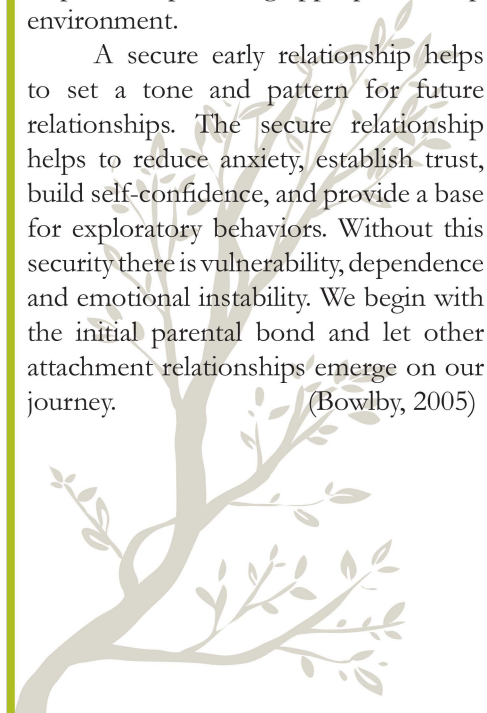 environment.
A secure early relationship helps
to set a tone and pattern for future
relationships. The secure relationship
helps to reduce anxiety, establish trust,
build self-confidence, and provide a base
for exploratory behaviors. Without this
security there is vulnerability, dependence
and emotional instability. We begin with
the initial parental bond and let other
attachment relationships emerge on our
journey. (Bowlby, 2005)